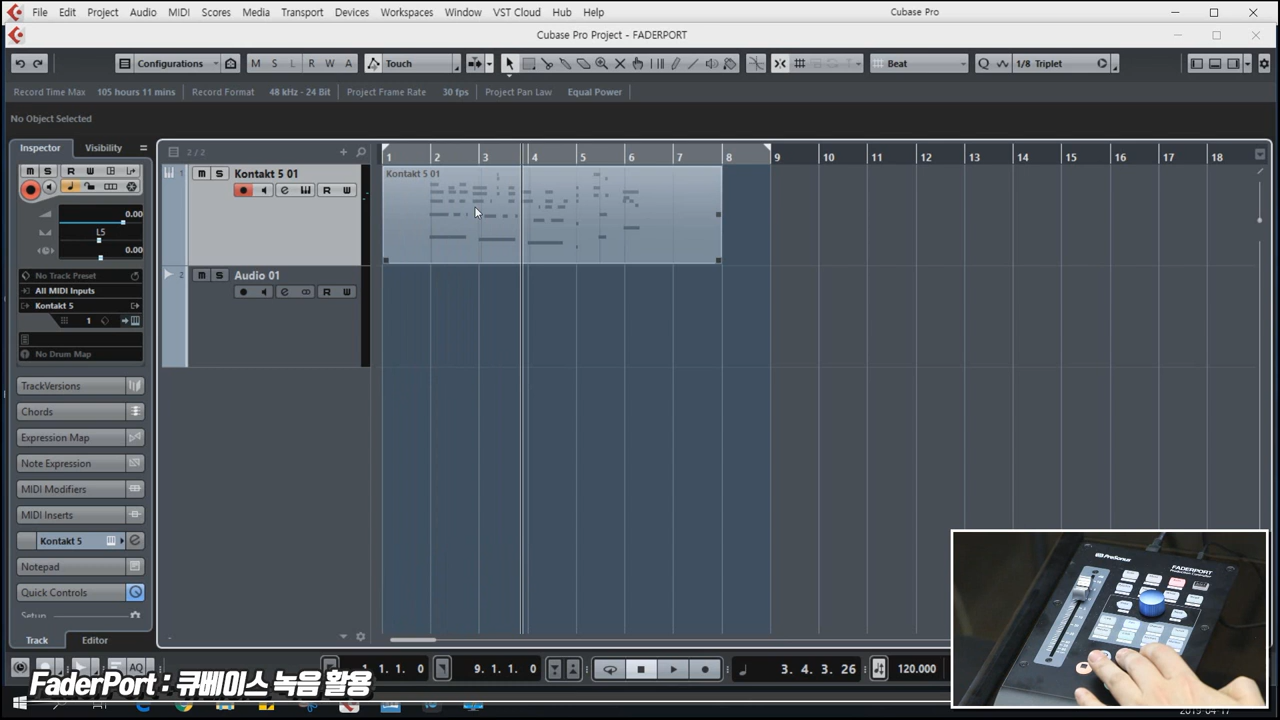 File Edit Project Audio MIDI Scores Media Transport Devices Workspaces Window VST Cloud Hub Help Cubase Pro
Cubase Pro Project - FADERPORT
Configurations M S L R W A Touch Beat Q 1/8 Triplet
Record Time Max 105 hours 11 mins Record Format 48 kHz - 24 Bit Project Frame Rate 30 fps Project Pan Law Equal Power
No Object Selected
Inspector Visibility 2 / 2 1 2 3 4 5 6 7 8 9 10 11 12 13 14 15 16 17 18
M S R W 1 M S Kontakt 5 01 Kontakt 5 01
R W
0.00
L5
0.00
No Track Preset 2 M S Audio 01
All MIDI Inputs R W
Kontakt 5
1
No Drum Map
TrackVersions
Chords
Expression Map
Note Expression
MIDI Modifiers
MIDI Inserts
Kontakt 5
Notepad
Quick Controls
Setup
Track Editor
AQ 1. 1. 1. 0 9. 1. 1. 0 3. 4. 3. 26 120.000
FaderPort : 큐베이스 녹음 활용
PreSonus FADERPORT
2019-04-17